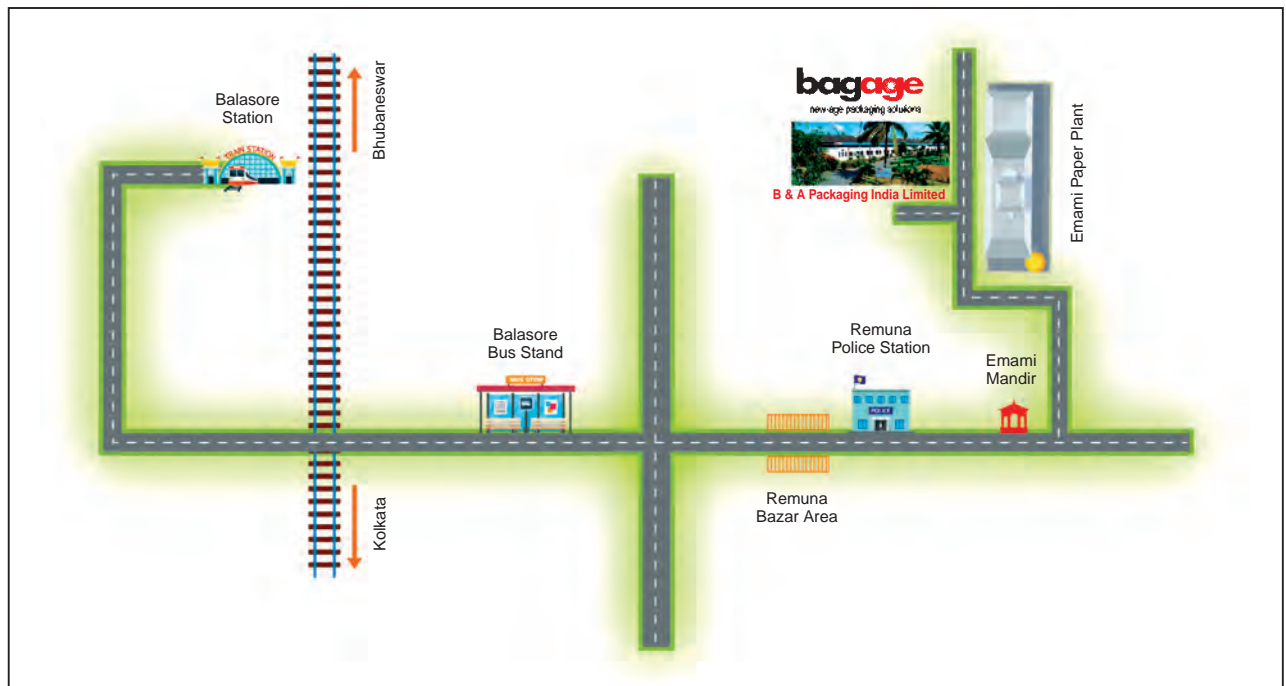 Balasore
Station
TRAIN STATION
Bhubaneswar
bagage
new-age packaging solutions
B & A Packaging India Limited
Emami Paper Plant
Balasore
Bus Stand
BUS STOP
Remuna
Police Station
POLICE
Emami
Mandir
Kolkata
Remuna
Bazar Area